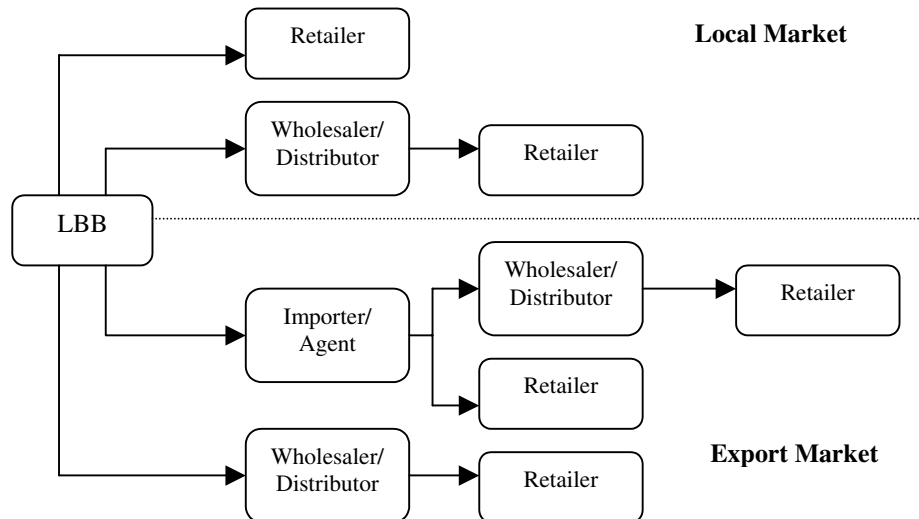 Retailer
Local Market
Wholesaler/
Distributor
Retailer
LBB
Wholesaler/
Distributor
Retailer
Importer/
Agent
Retailer
Export Market
Wholesaler/
Distributor
Retailer